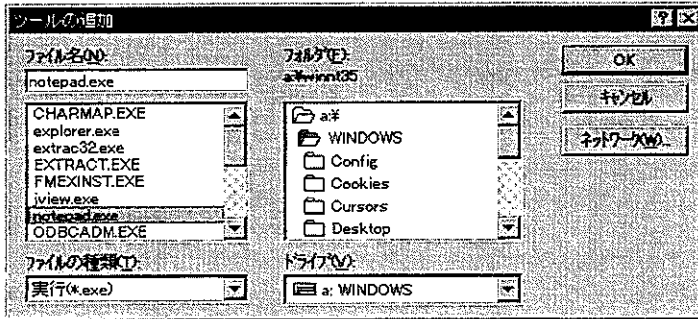 ツールの追加
ファイル名(N):
notepad.exe
CHARMAP.EXE
explorer.exe
extrac32.exe
EXTRACT.EXE
FMEXINST.EXE
jview.exe
notepad.exe
ODBCADM.EXE
ファイルの種類(T):
実行(*.exe)
フォルダ(F):
a:¥winnt35
a:¥
WINDOWS
Config
Cookies
Cursors
Desktop
ドライブ(V):
a: WINDOWS
OK
キャンセル
ネットワーク(W)...